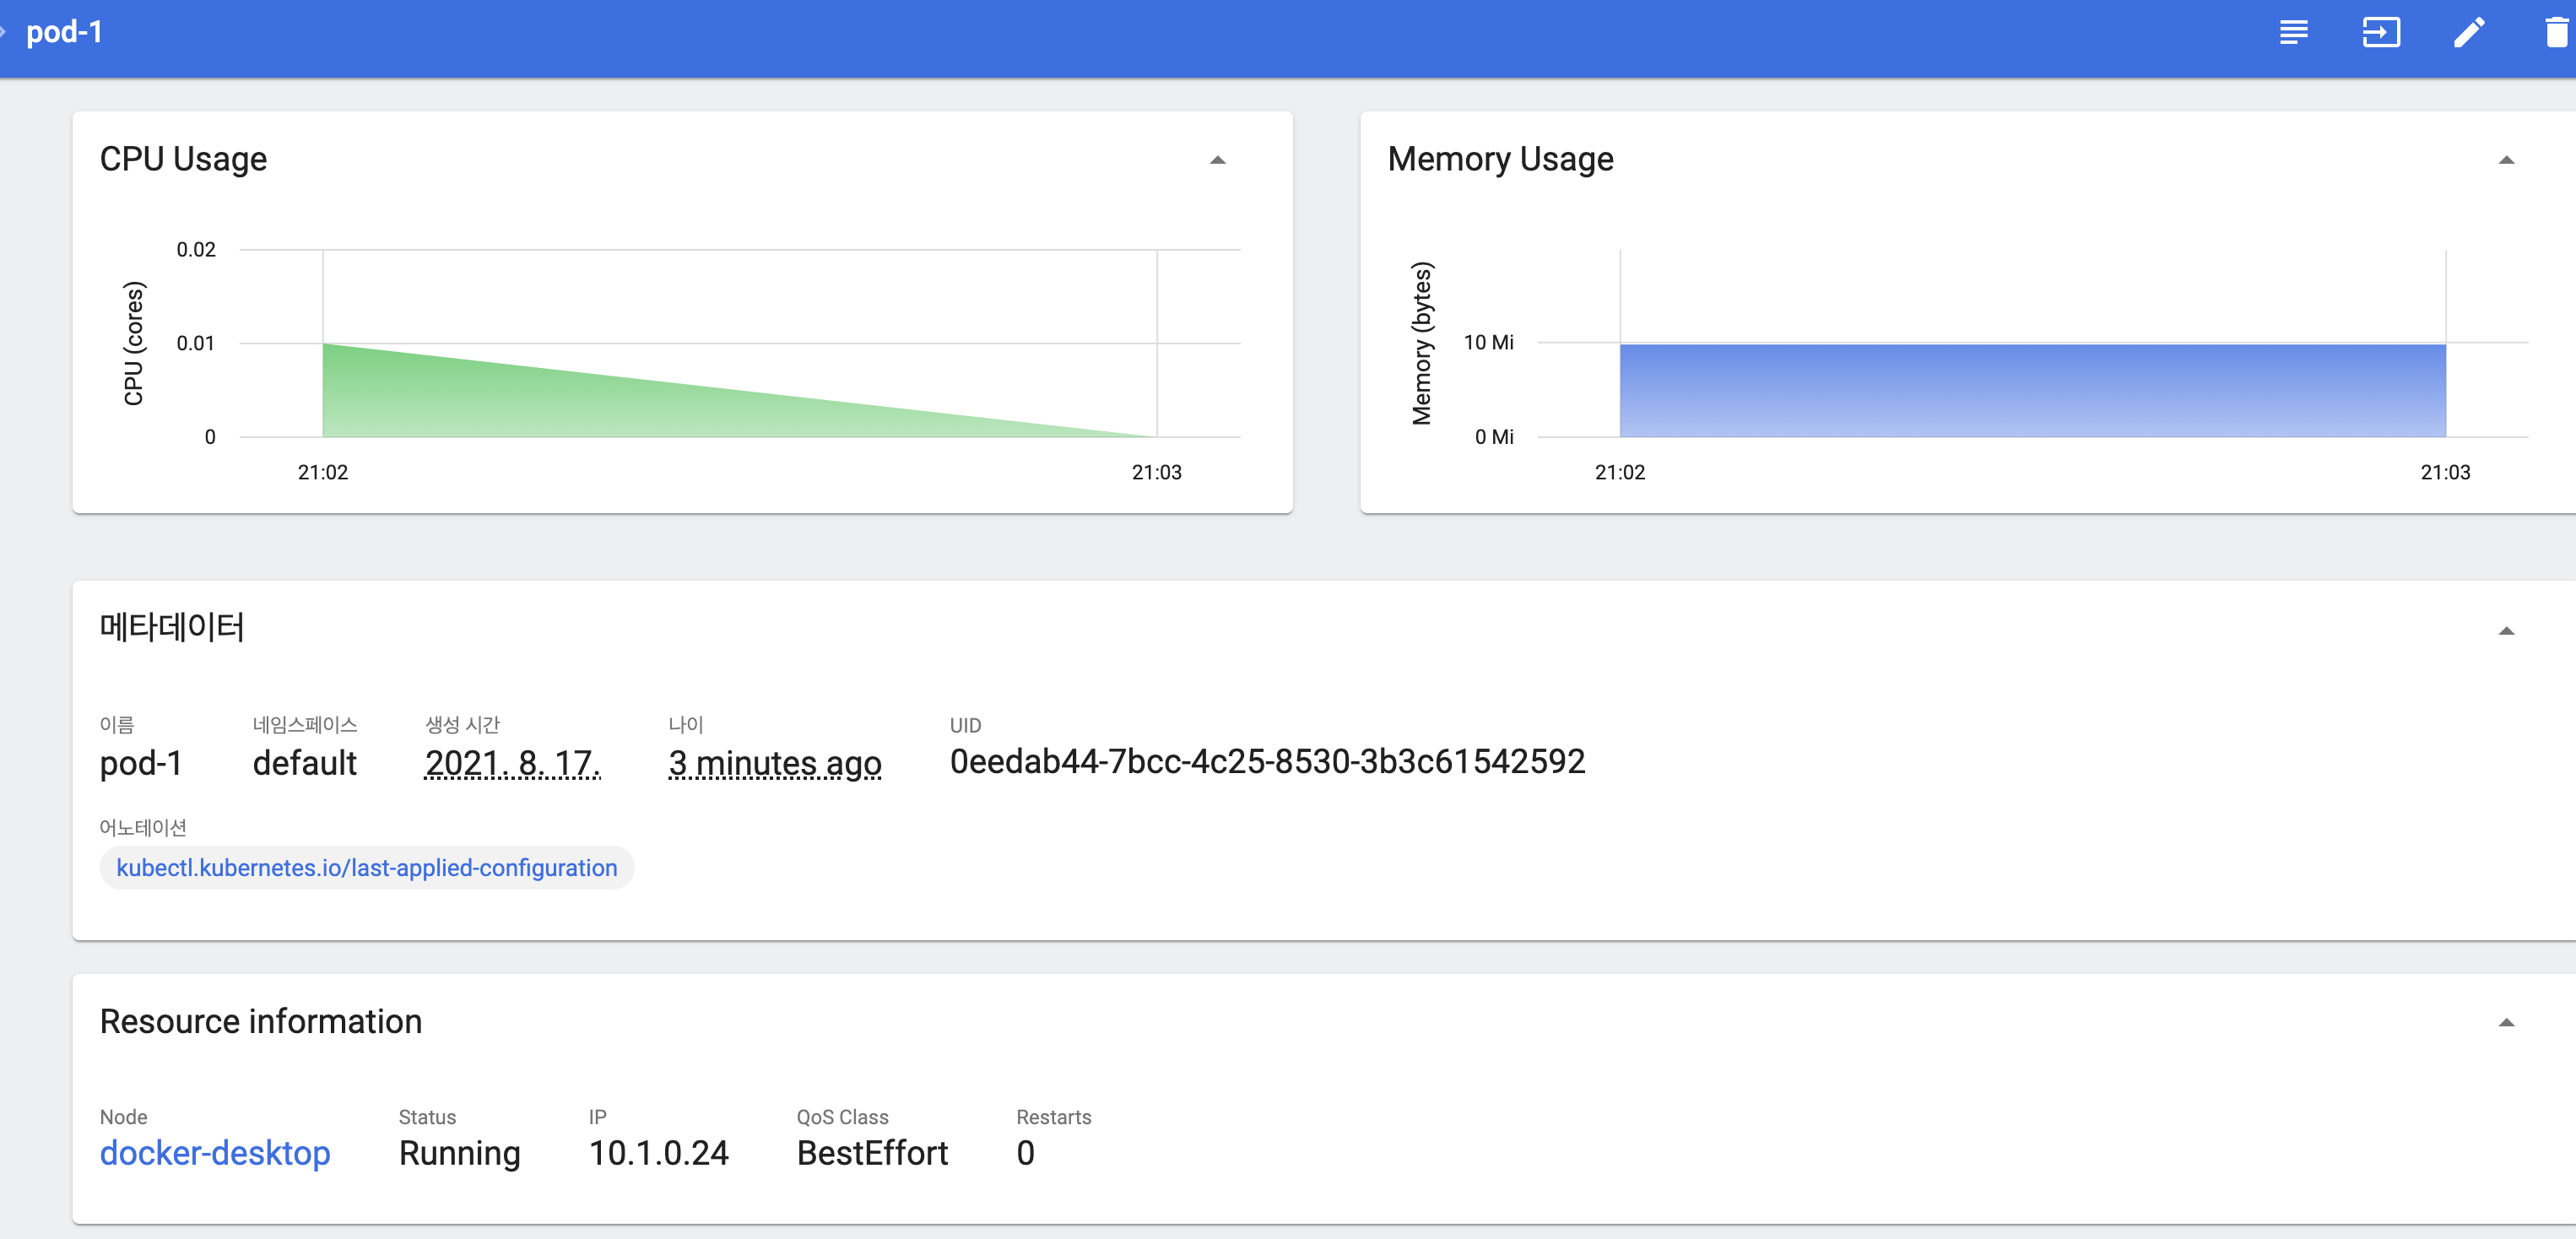 pod-1
CPU Usage
CPU (cores)
0.02
0.01
0
21:02 21:03
Memory Usage
Memory (bytes)
10 Mi
0 Mi
21:02 21:03
메타데이터
이름 네임스페이스 생성 시간 나이 UID
pod-1 default 2021. 8. 17. 3 minutes ago 0eedab44-7bcc-4c25-8530-3b3c61542592
어노테이션
kubectl.kubernetes.io/last-applied-configuration
Resource information
Node Status IP QoS Class Restarts
docker-desktop Running 10.1.0.24 BestEffort 0